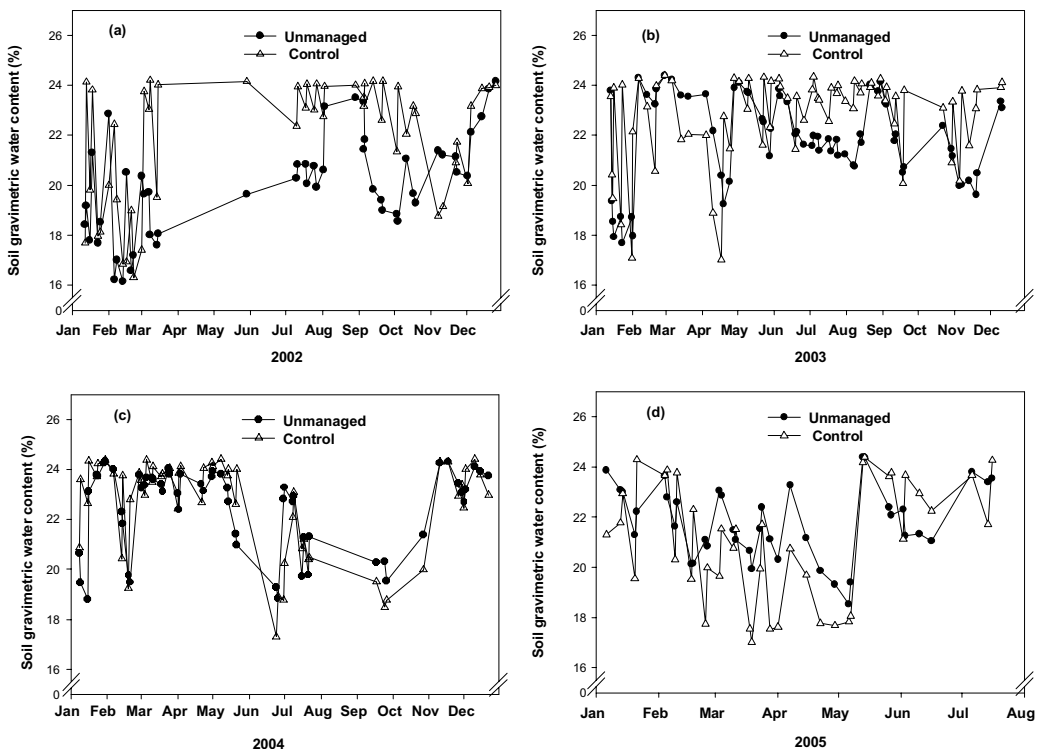 (a)
Unmanaged
Control
Soil gravimetric water content (%)
26
24
22
20
18
16
0
Jan Feb Mar Apr May Jun Jul Aug Sep Oct Nov Dec
2002
(b)
Unmanaged
Control
Soil gravimetric water content (%)
26
24
22
20
18
16
0
Jan Feb Mar Apr May Jun Jul Aug Sep Oct Nov Dec
2003
(c)
Unmanaged
Control
Soil gravimetric water content (%)
26
24
22
20
18
16
0
Jan Feb Mar Apr May Jun Jul Aug Sep Oct Nov Dec
2004
(d)
Unmanaged
Control
Soil gravimetric water content (%)
26
24
22
20
18
16
0
Jan Feb Mar Apr May Jun Jul Aug
2005